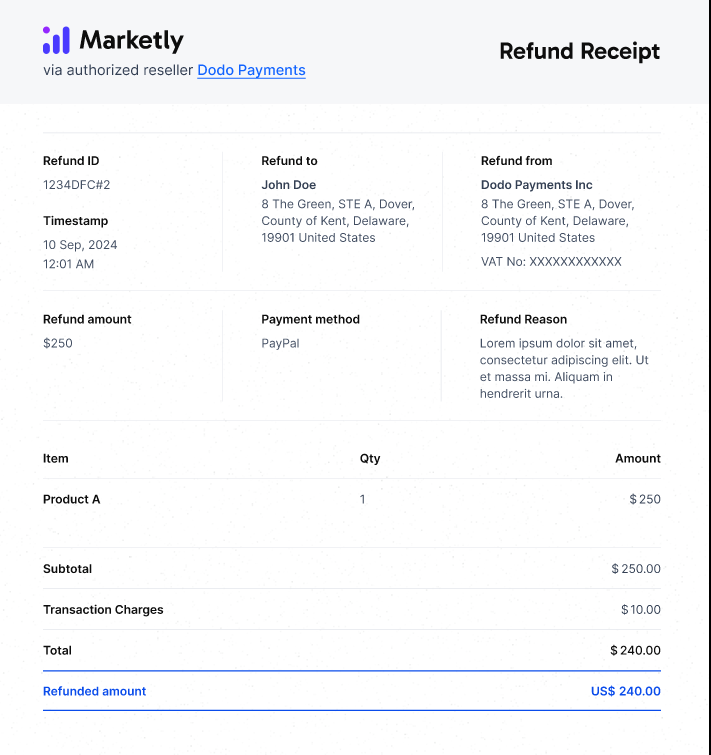 Marketly
via authorized reseller Dodo Payments
Refund Receipt
Refund ID
1234DFC#2
Timestamp
10 Sep, 2024
12:01 AM
Refund to
John Doe
8 The Green, STE A, Dover,
County of Kent, Delaware,
19901 United States
Refund from
Dodo Payments Inc
8 The Green, STE A, Dover,
County of Kent, Delaware,
19901 United States
VAT No: XXXXXXXXXXXX
Refund amount
$250
Payment method
PayPal
Refund Reason
Lorem ipsum dolor sit amet,
consectetur adipiscing elit. Ut
et massa mi. Aliquam in
hendrerit urna.
Item Qty Amount
Product A 1 $ 250
Subtotal $ 250.00
Transaction Charges $ 10.00
Total $ 240.00
Refunded amount US$ 240.00